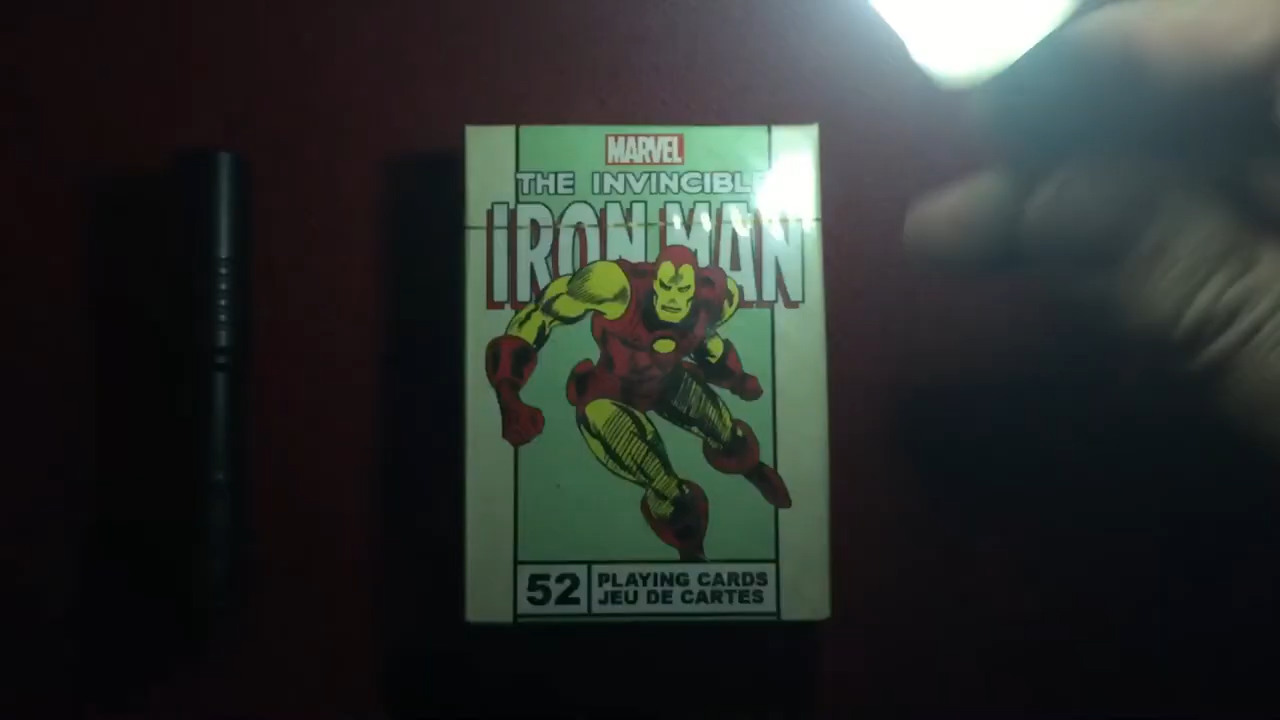 MARVEL
THE INVINCIBLE
IRON MAN
52
PLAYING CARDS
JEU DE CARTES